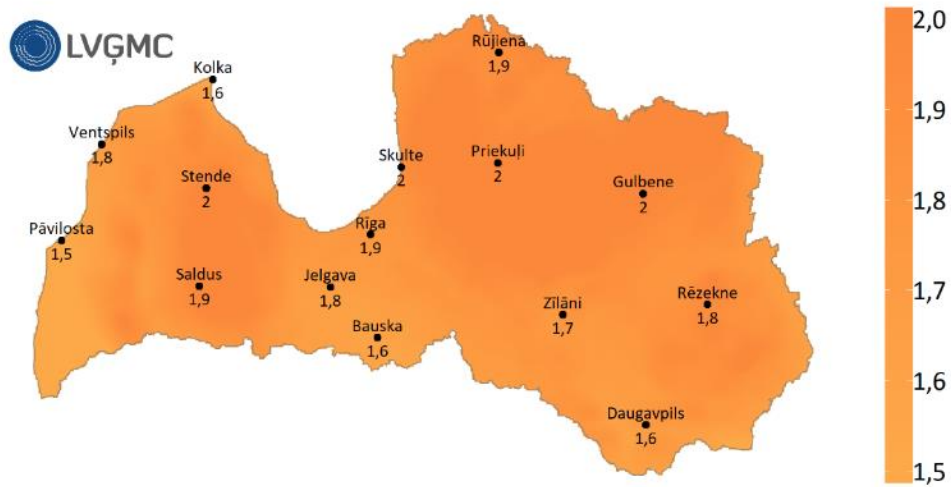 LVĢMC
Kolka
1,6
Ventspils
1,8
Stende
2
Pāvilosta
1,5
Saldus
1,9
Rūjiena
1,9
Skulte
2
Priekuļi
2
Gulbene
2
Rīga
1,9
Jelgava
1,8
Bauska
1,6
Zīlāni
1,7
Rēzekne
1,8
Daugavpils
1,6
2,0
1,9
1,8
1,7
1,6
1,5